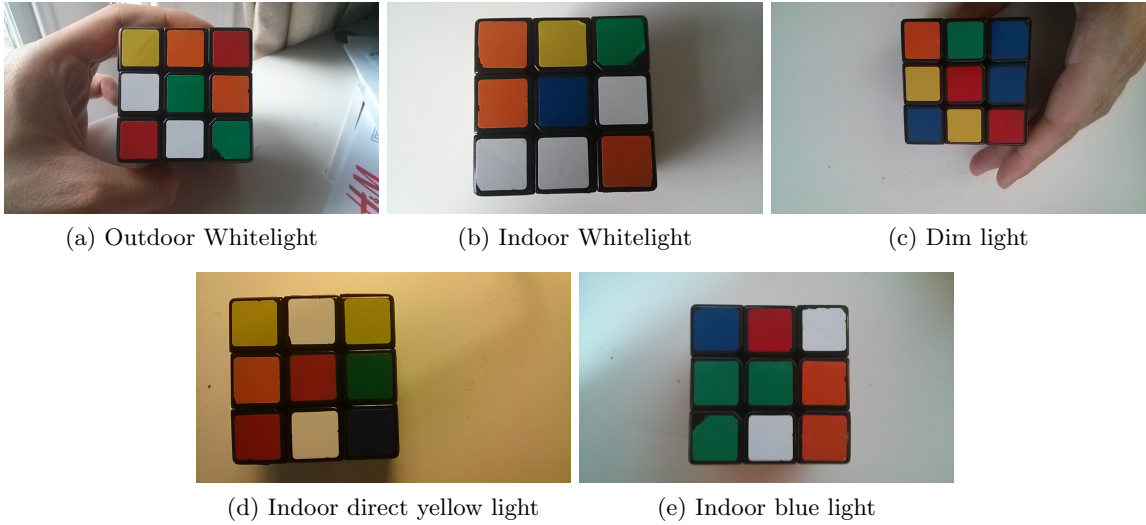 H&M
(a) Outdoor Whitelight
(b) Indoor Whitelight
(c) Dim light
(d) Indoor direct yellow light
(e) Indoor blue light